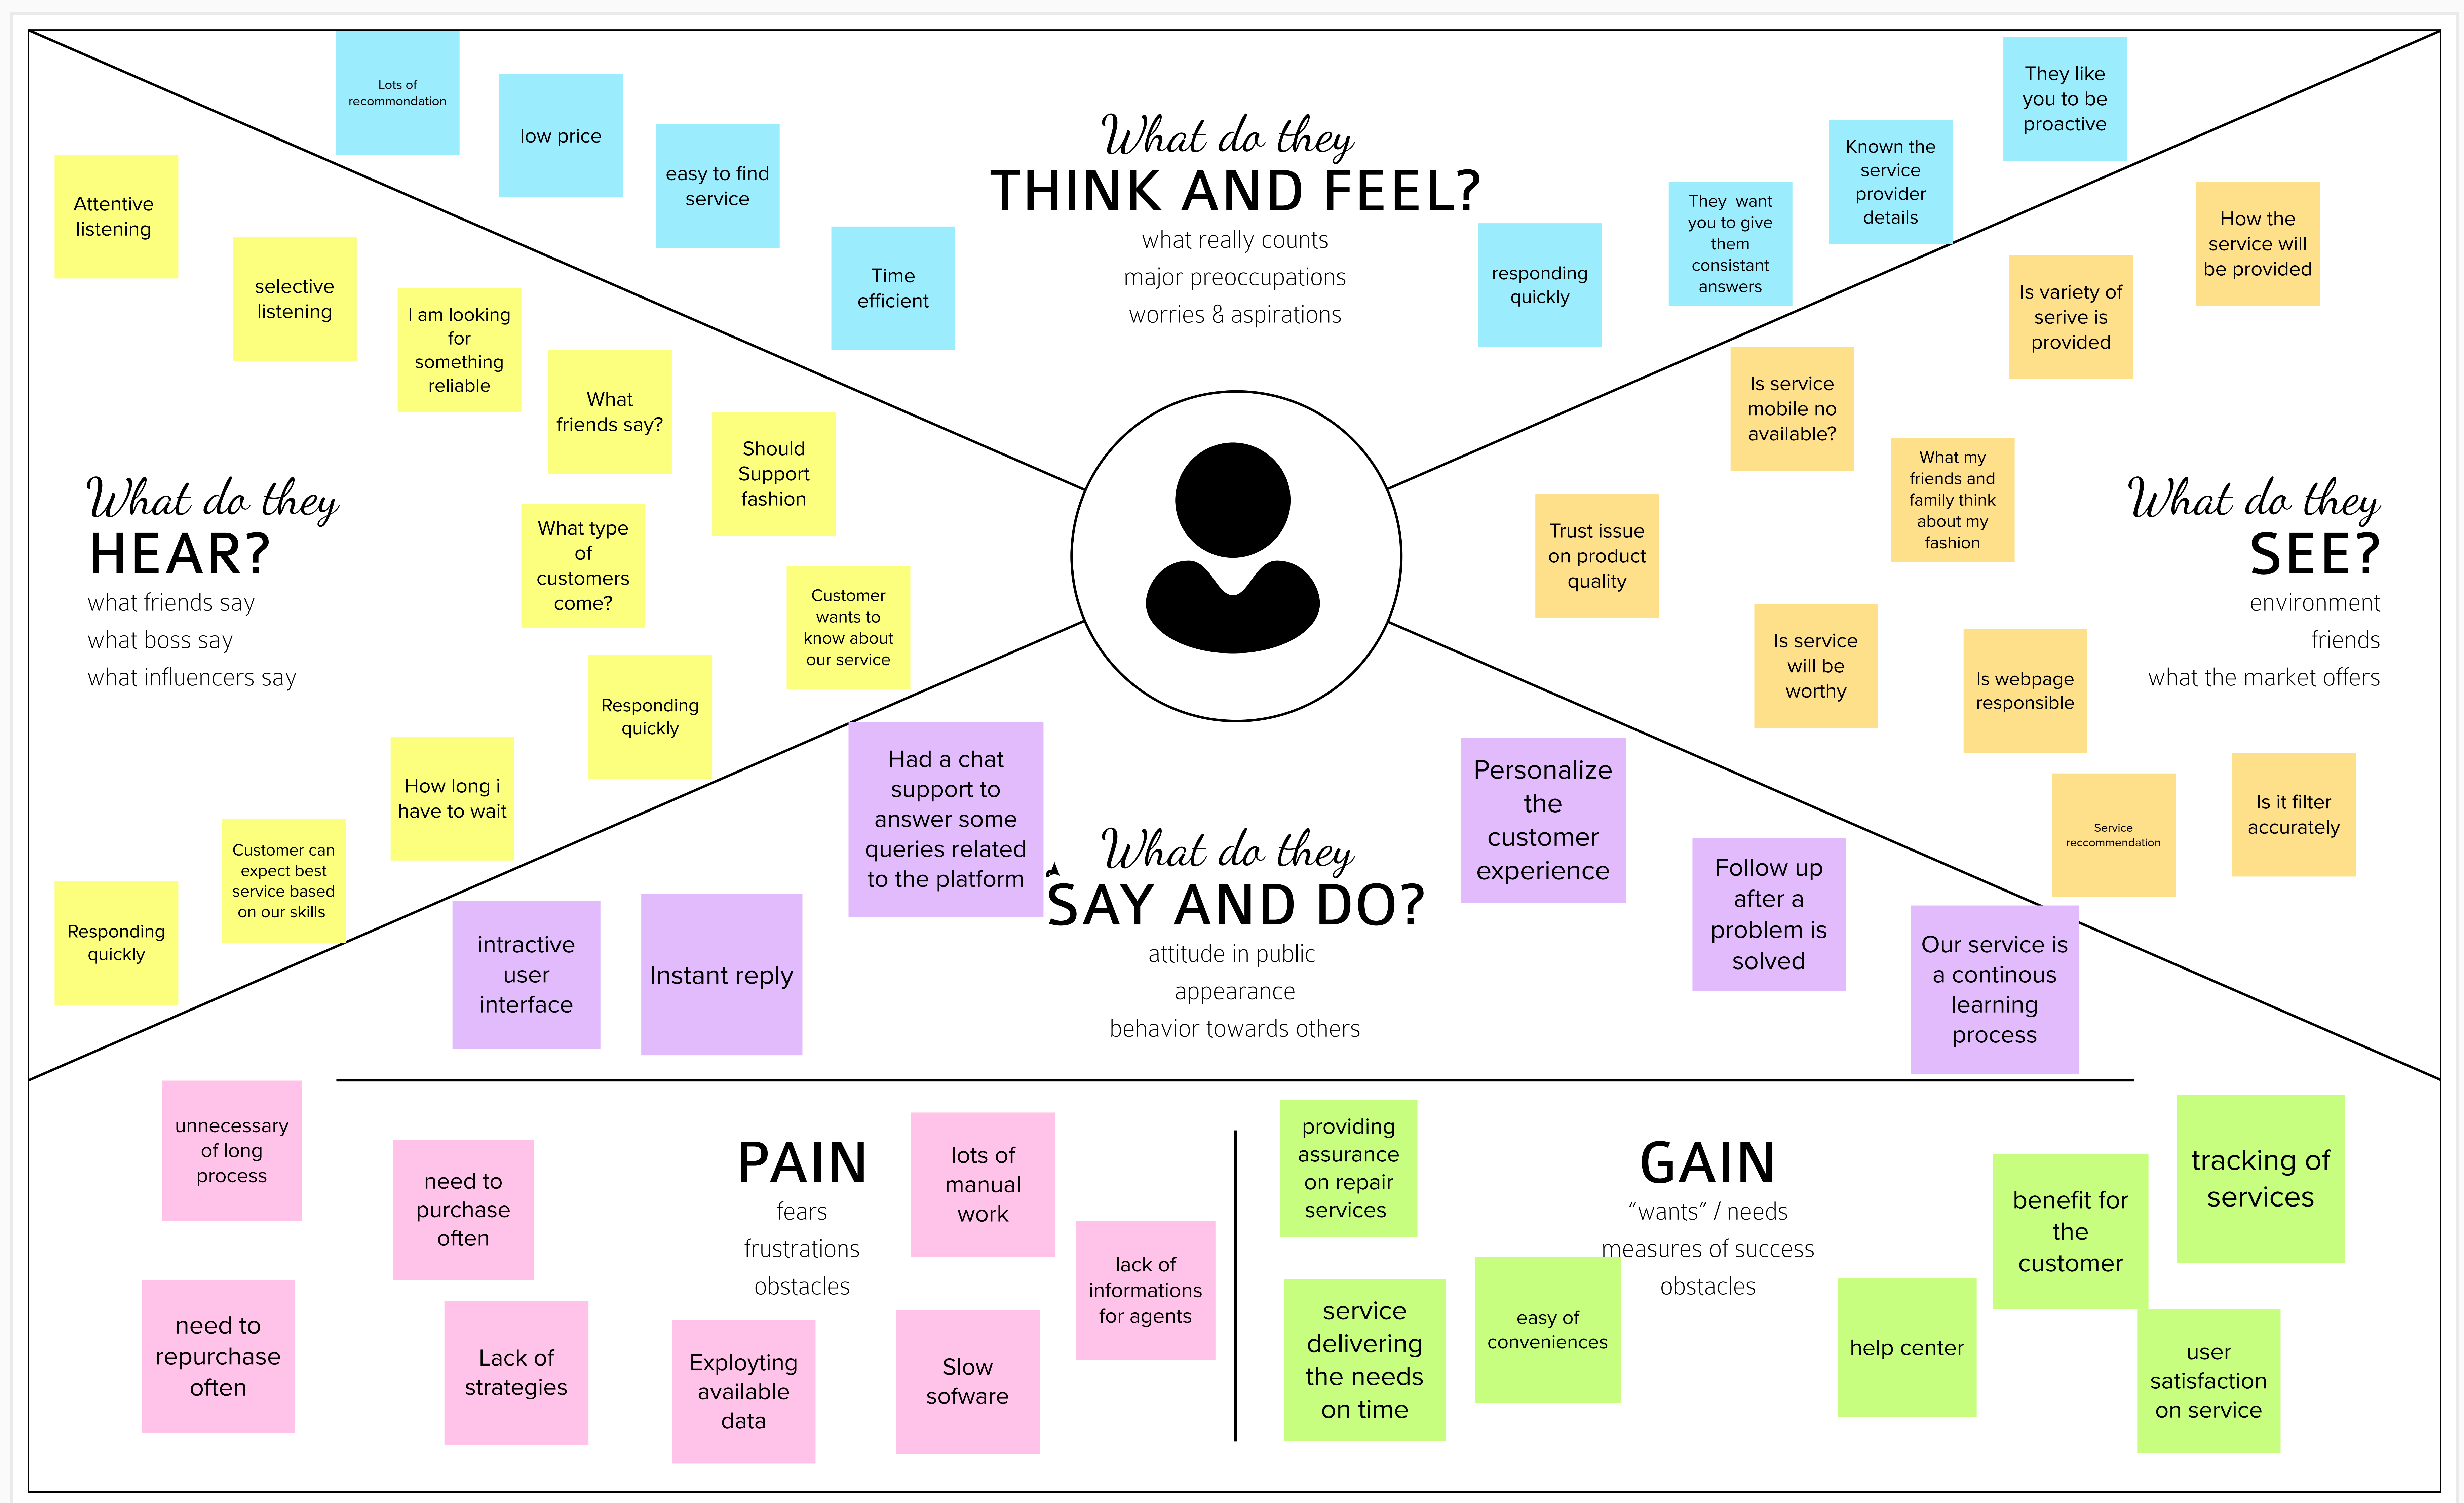 What do they
THINK AND FEEL?
what really counts
major preoccupations
worries & aspirations
Lots of
recommondation
low price
easy to find
service
Time
efficient
responding
quickly
They want
you to give
them
consistant
answers
Known the
service
provider
details
They like
you to be
proactive
What do they
HEAR?
what friends say
what boss say
what influencers say
Attentive
listening
selective
listening
I am looking
for
something
reliable
What
friends say?
Should
Support
fashion
What type
of
customers
come?
Customer
wants to
know about
our service
Responding
quickly
How long i
have to wait
Customer can
expect best
service based
on our skills
Responding
quickly
What do they
SEE?
environment
friends
what the market offers
How the
service will
be provided
Is variety of
serive is
provided
Is service
mobile no
available?
What my
friends and
family think
about my
fashion
Trust issue
on product
quality
Is service
will be
worthy
Is webpage
responsible
Service
reccommendation
Is it filter
accurately
What do they
SAY AND DO?
attitude in public
appearance
behavior towards others
Had a chat
support to
answer some
queries related
to the platform
intractive
user
interface
Instant reply
Personalize
the
customer
experience
Follow up
after a
problem is
solved
Our service is
a continous
learning
process
PAIN
fears
frustrations
obstacles
unnecessary
of long
process
need to
purchase
often
lots of
manual
work
lack of
informations
for agents
need to
repurchase
often
Lack of
strategies
Exployting
available
data
Slow
sofware
GAIN
“wants” / needs
measures of success
obstacles
providing
assurance
on repair
services
service
delivering
the needs
on time
easy of
conveniences
help center
benefit for
the
customer
tracking of
services
user
satisfaction
on service